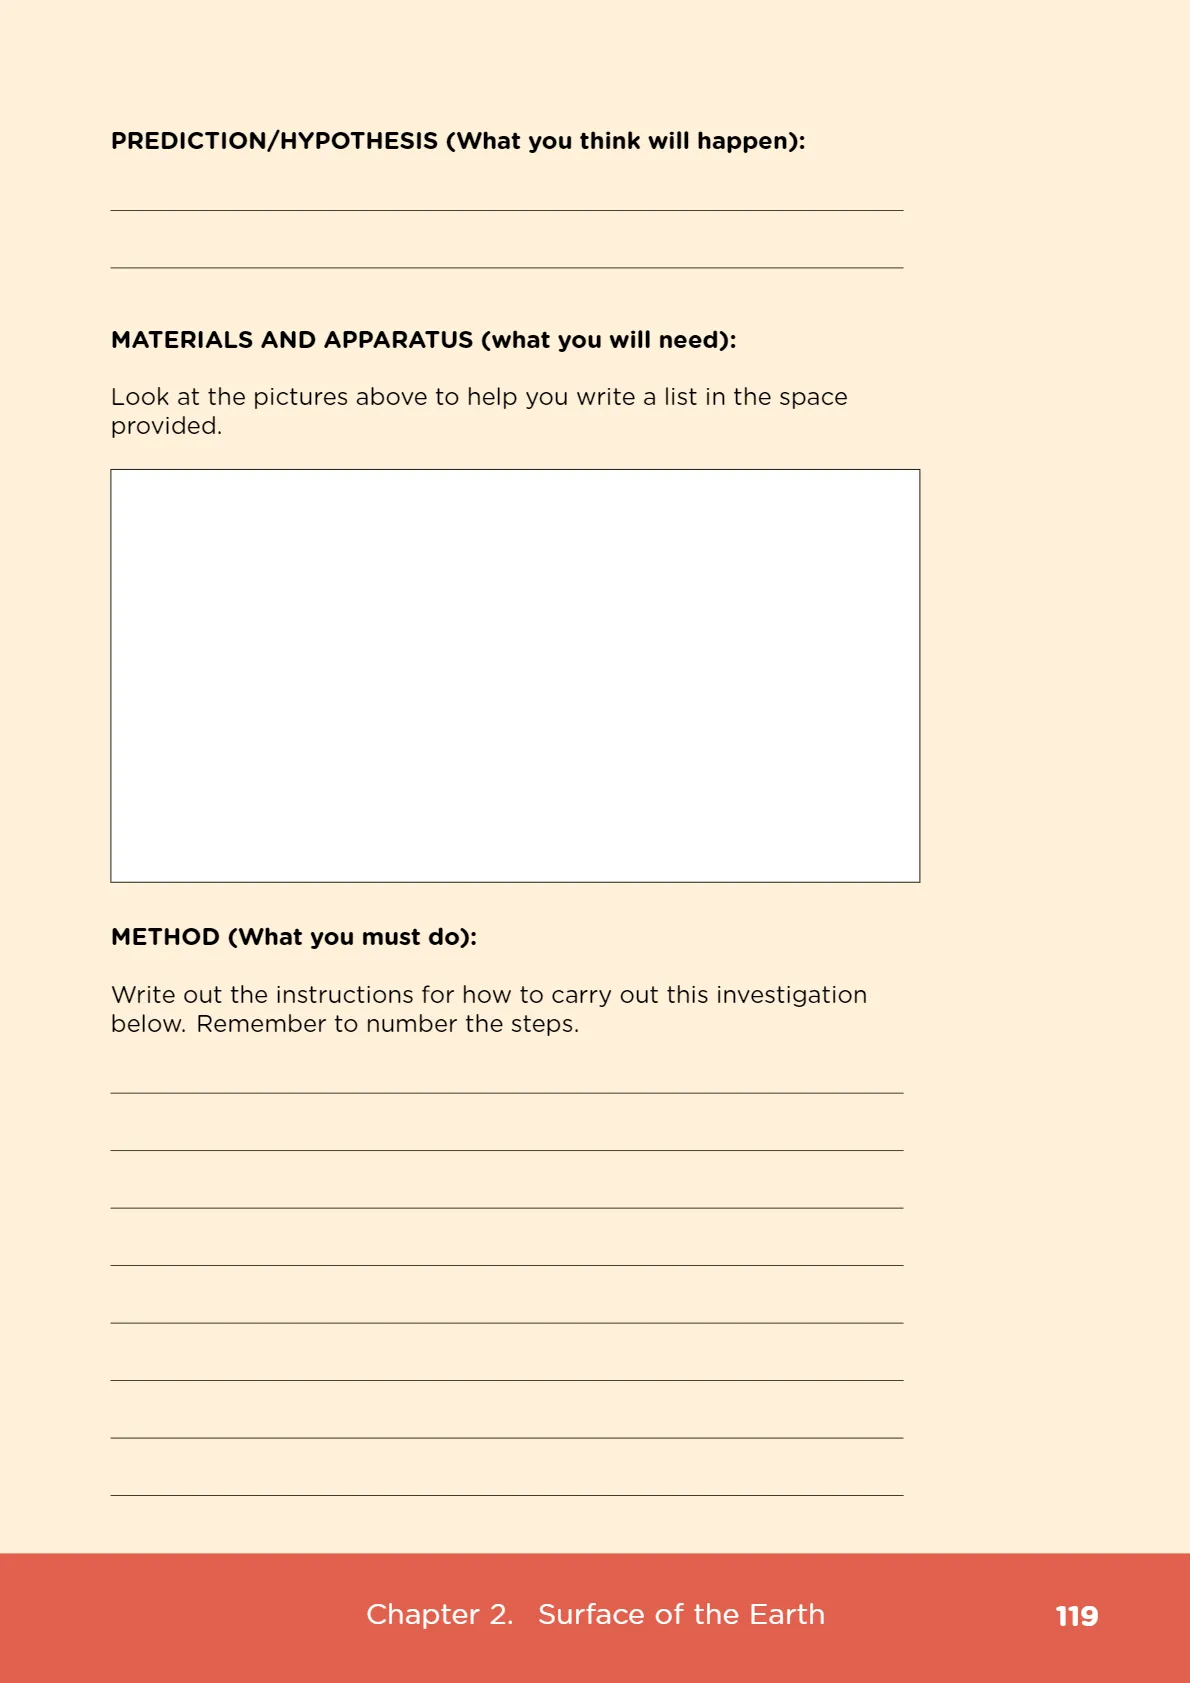 PREDICTION/HYPOTHESIS (What you think will happen):
MATERIALS AND APPARATUS (what you will need):
Look at the pictures above to help you write a list in the space
provided.
METHOD (What you must do):
Write out the instructions for how to carry out this investigation
below. Remember to number the steps.
Chapter 2. Surface of the Earth
119